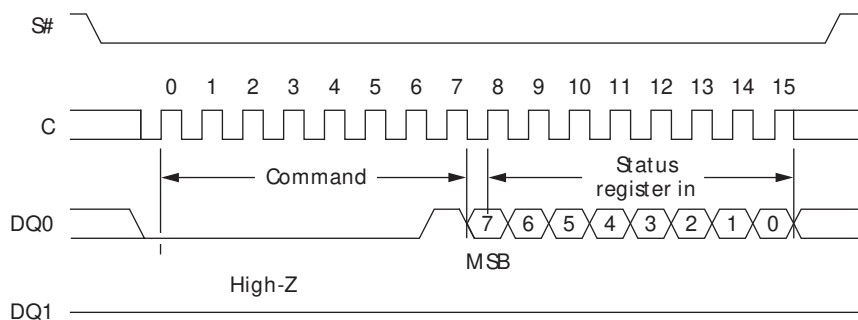 S#
0 1 2 3 4 5 6 7 8 9 10 11 12 13 14 15
C
Command
Status
register in
DQ0
7 6 5 4 3 2 1 0
MSB
High-Z
DQ1